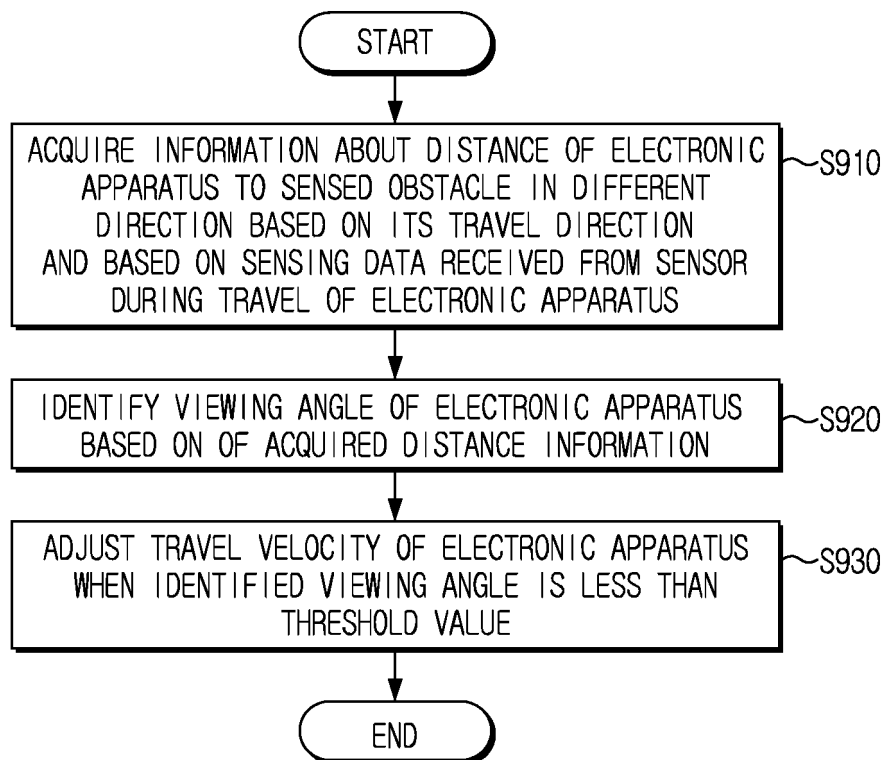 START
ACQUIRE INFORMATION ABOUT DISTANCE OF ELECTRONIC
APPARATUS TO SENSED OBSTACLE IN DIFFERENT
DIRECTION BASED ON ITS TRAVEL DIRECTION
AND BASED ON SENSING DATA RECEIVED FROM SENSOR
DURING TRAVEL OF ELECTRONIC APPARATUS
S910
IDENTIFY VIEWING ANGLE OF ELECTRONIC APPARATUS
BASED ON OF ACQUIRED DISTANCE INFORMATION
S920
ADJUST TRAVEL VELOCITY OF ELECTRONIC APPARATUS
WHEN IDENTIFIED VIEWING ANGLE IS LESS THAN
THRESHOLD VALUE
S930
END